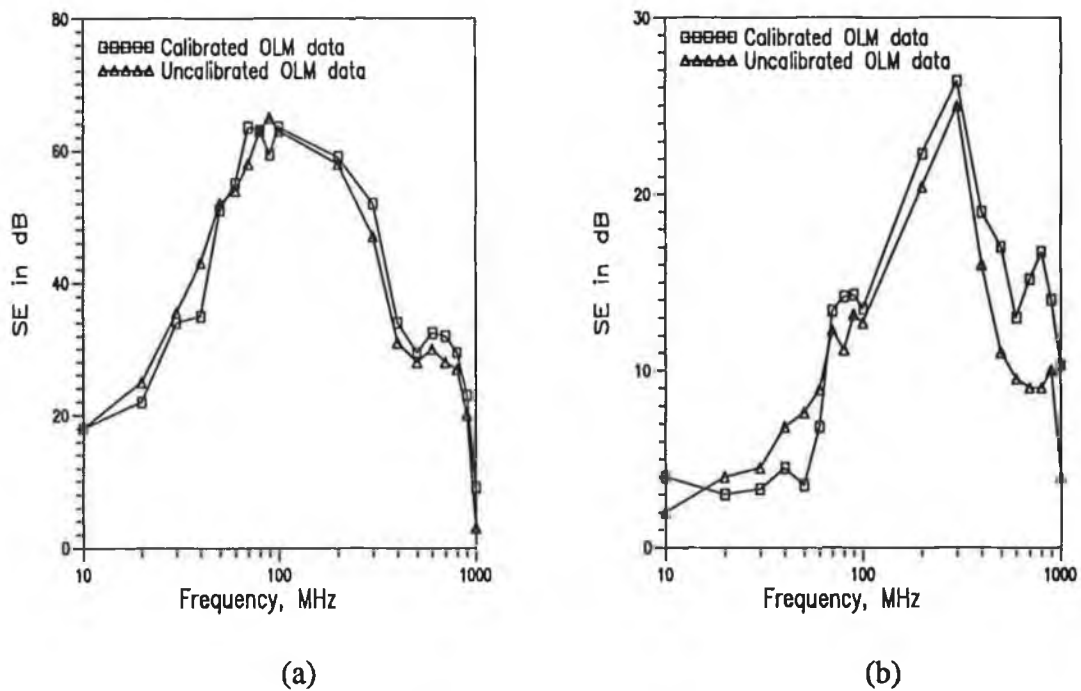 80
60
40
20
0
SE in dB
Calibrated OLM data
Uncalibrated OLM data
10
100
1000
Frequency, MHz
(a)
30
20
10
0
SE in dB
Calibrated OLM data
Uncalibrated OLM data
10
100
1000
Frequency, MHz
(b)